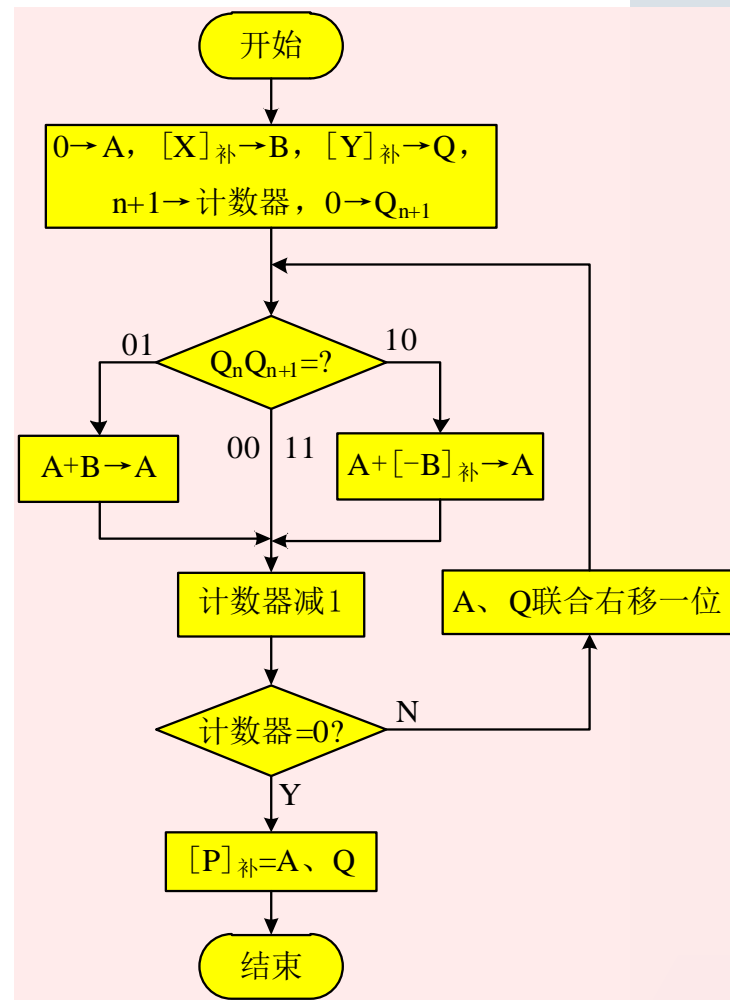 开始
0→A，[X]补→B，[Y]补→Q，
n+1→计数器，0→Qn+1
QnQn+1=?
01
10
00
11
A+B→A
A+[-B]补→A
计数器减1
A、Q联合右移一位
计数器=0?
N
Y
[P]补=A、Q
结束